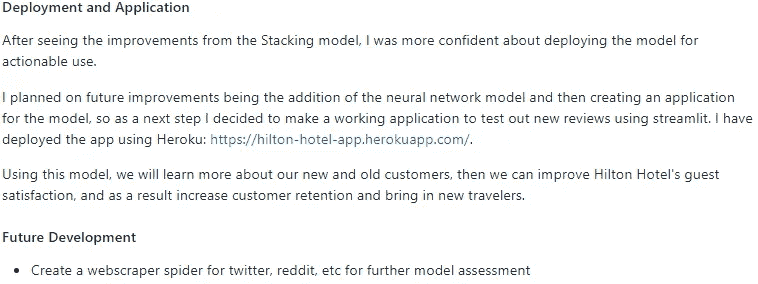 Deployment and Application
After seeing the improvements from the Stacking model, I was more confident about deploying the model for
actionable use.
I planned on future improvements being the addition of the neural network model and then creating an application
for the model, so as a next step I decided to make a working application to test out new reviews using streamlit. I have
deployed the app using Heroku: https://hilton-hotel-app.herokuapp.com/.
Using this model, we will learn more about our new and old customers, then we can improve Hilton Hotel's guest
satisfaction, and as a result increase customer retention and bring in new travelers.
Future Development
• Create a webscraper spider for twitter, reddit, etc for further model assessment